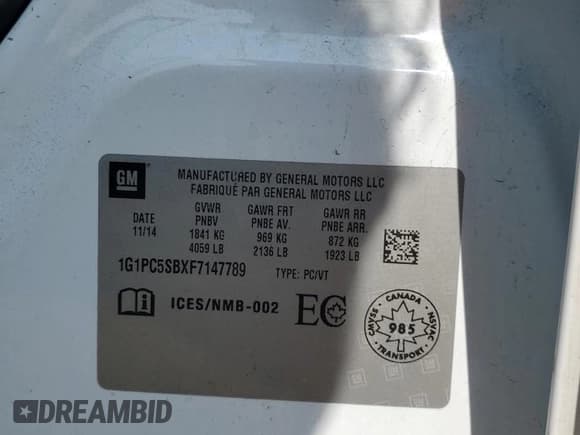 GM
MANUFACTURED BY GENERAL MOTORS LLC
FABRIQUÉ PAR GENERAL MOTORS LLC
DATE
11/14
GVWR
PNBV
1841 KG
4059 LB
GAWR FRT
PNBE AV.
969 KG
2136 LB
GAWR RR
PNBE ARR.
872 KG
1923 LB
1G1PC5SBXF7147789
TYPE: PC/VT
ICES/NMB-002
EC
CANADA
CMVSS
NSVAC
985
TRANSPORT
DREAMBID